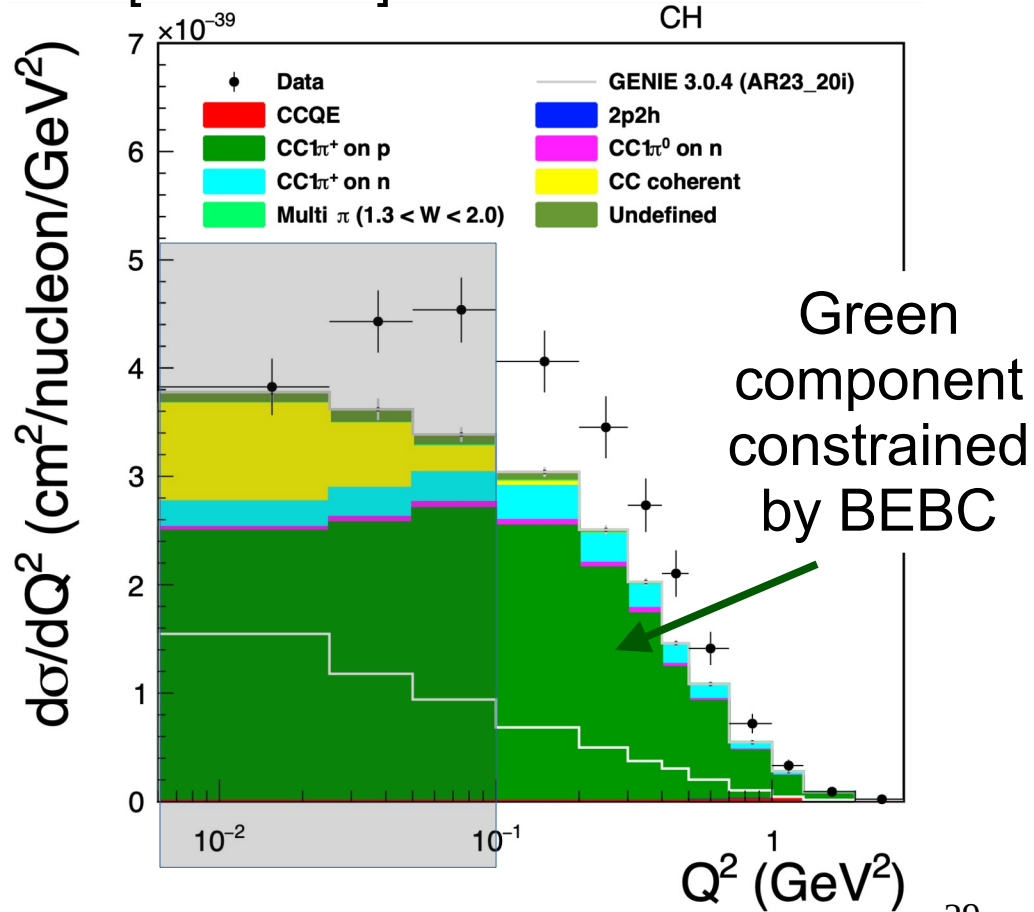 CH
×10⁻³⁹
Data
GENIE 3.0.4 (AR23_20i)
CCQE
2p2h
CC1π⁺ on p
CC1π⁰ on n
CC1π⁺ on n
CC coherent
Multi π (1.3 < W < 2.0)
Undefined
dσ/dQ² (cm²/nucleon/GeV²)
7
6
5
4
3
2
1
0
Green
component
constrained
by BEBC
10⁻²
10⁻¹
1
Q² (GeV²)